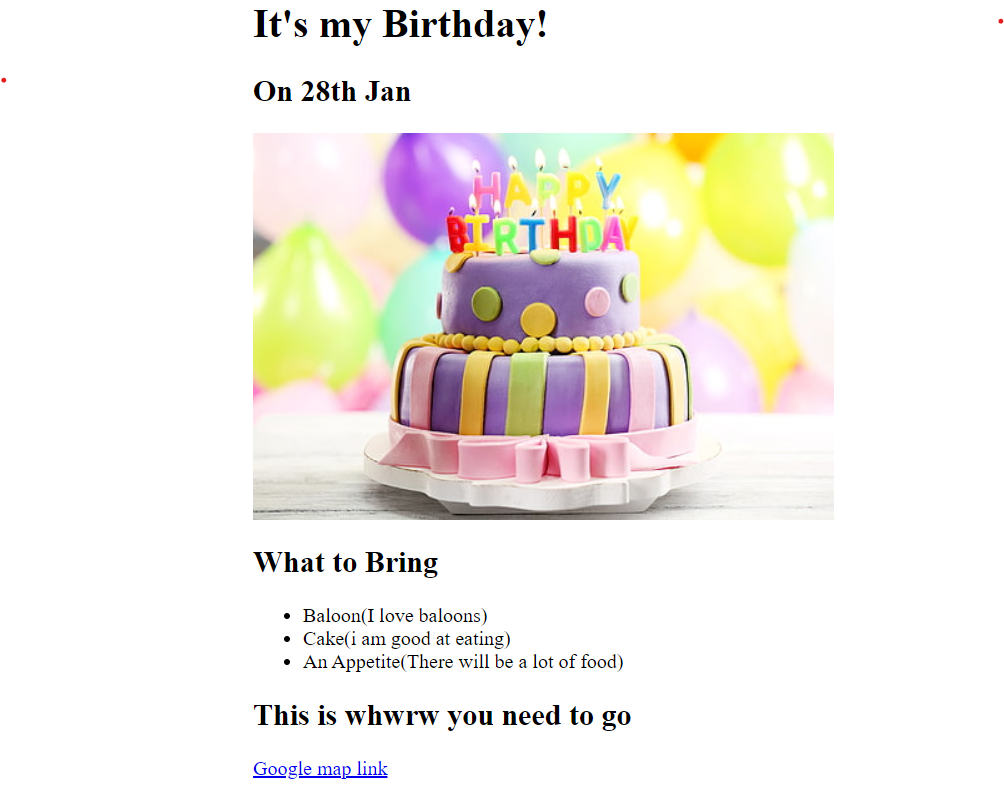 It's my Birthday!
On 28th Jan
HAPPY
BIRTHDAY
What to Bring
Baloon(I love baloons)
Cake(i am good at eating)
An Appetite(There will be a lot of food)
This is whwrw you need to go
Google map link